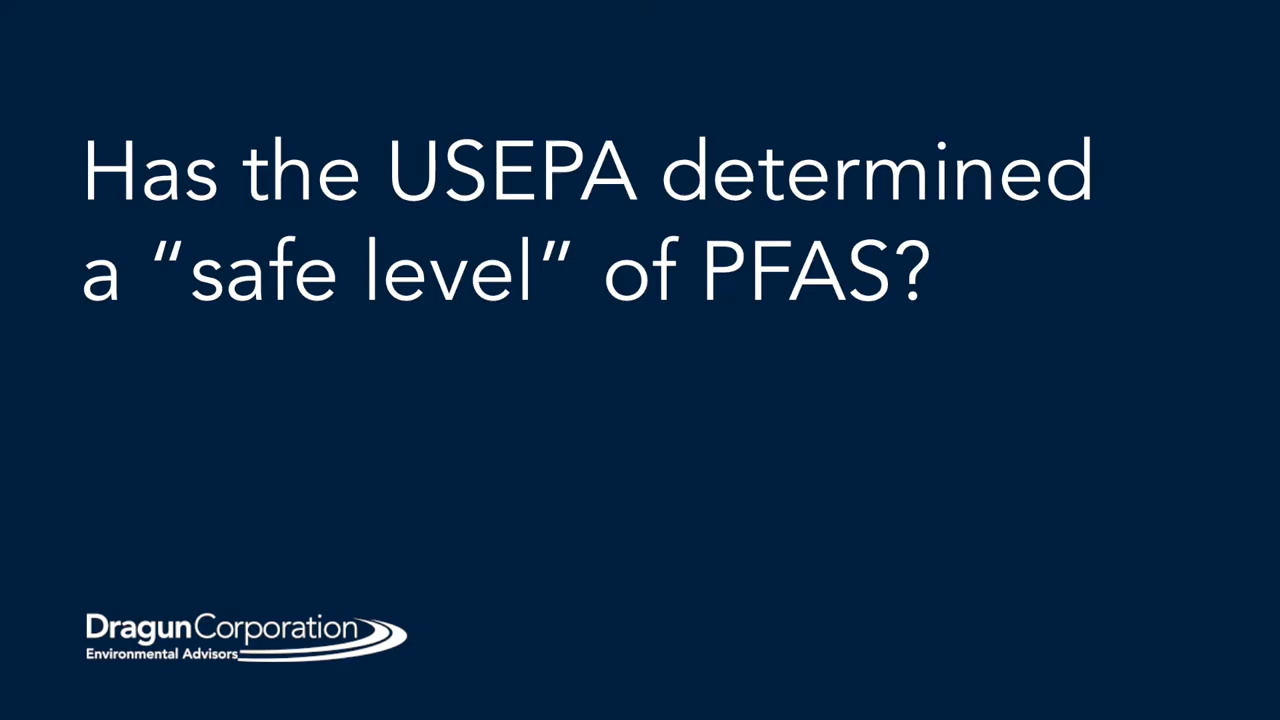 Has the USEPA determined
a “safe level” of PFAS?
DragunCorporation
Environmental Advisors